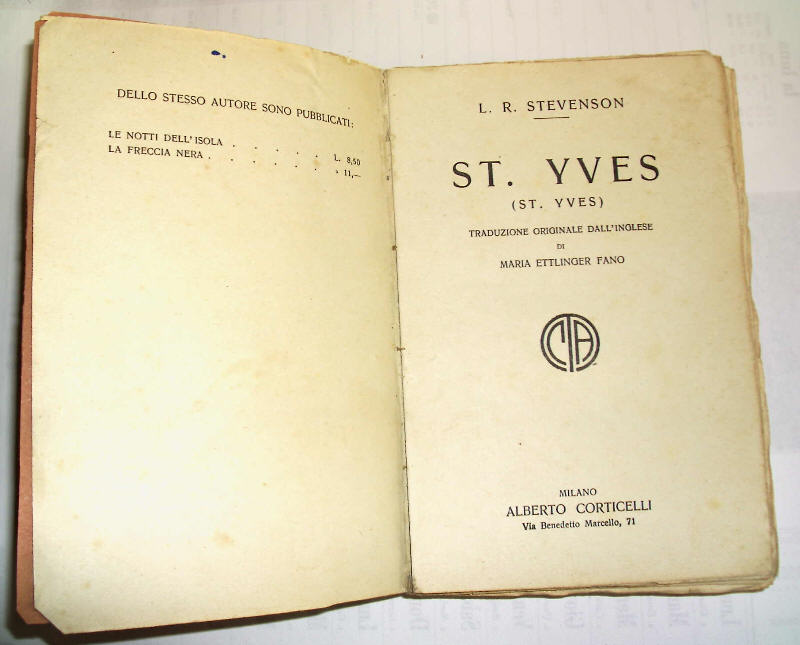 DELLO STESSO AUTORE SONO PUBBLICATI:
LE NOTTI DELL'ISOLA . . . . . L. 8,50
LA FRECCIA NERA . . . . . . » 11,—
L. R. STEVENSON
ST. YVES
(ST. YVES)
TRADUZIONE ORIGINALE DALL'INGLESE
DI
MARIA ETTLINGER FANO
MILANO
ALBERTO CORTICELLI
Via Benedetto Marcello, 71